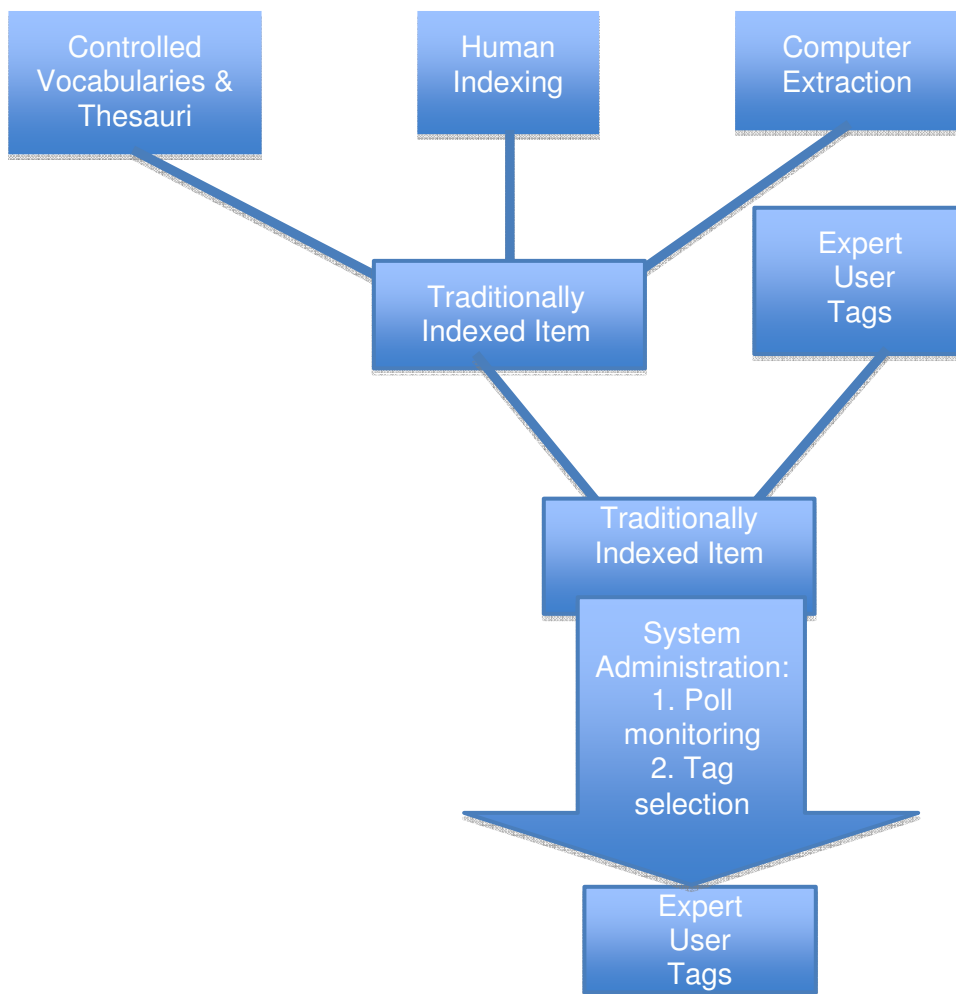 Controlled
Vocabularies &
Thesauri
Human
Indexing
Computer
Extraction
Expert
User
Tags
Traditionally
Indexed Item
Traditionally
Indexed Item
System
Administration:
1. Poll
monitoring
2. Tag
selection
Expert
User
Tags